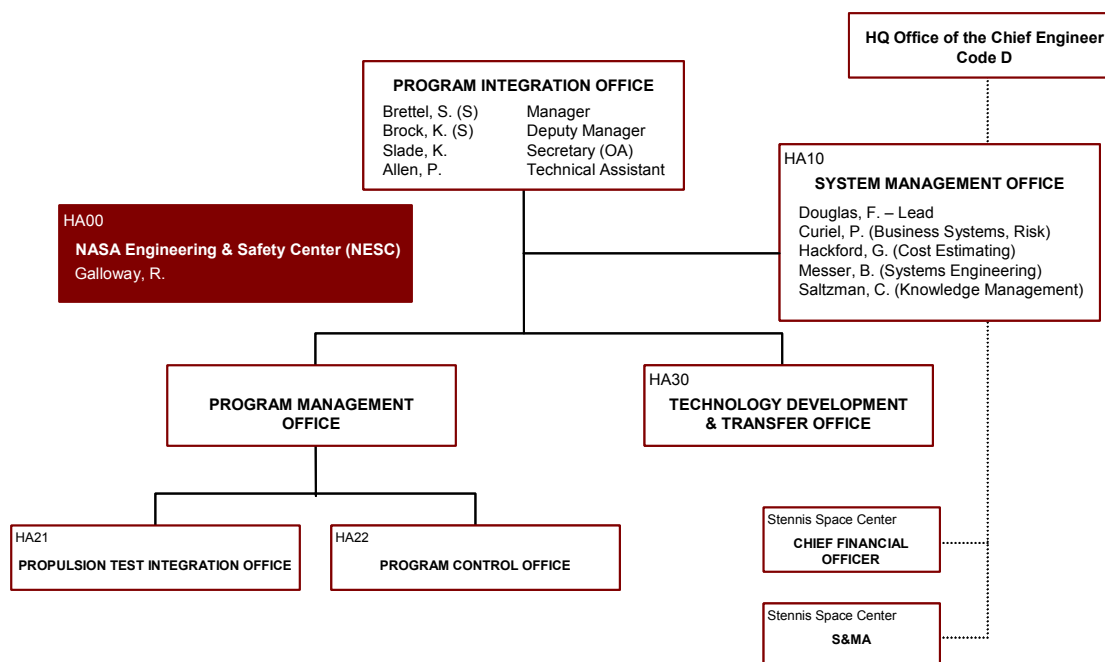 HQ Office of the Chief Engineer
Code D
PROGRAM INTEGRATION OFFICE
Brettel, S. (S) Manager
Brock, K. (S) Deputy Manager
Slade, K. Secretary (OA)
Allen, P. Technical Assistant
HA10
SYSTEM MANAGEMENT OFFICE
Douglas, F. – Lead
Curiel, P. (Business Systems, Risk)
Hackford, G. (Cost Estimating)
Messer, B. (Systems Engineering)
Saltzman, C. (Knowledge Management)
HA00
NASA Engineering & Safety Center (NESC)
Galloway, R.
PROGRAM MANAGEMENT
OFFICE
HA30
TECHNOLOGY DEVELOPMENT
& TRANSFER OFFICE
HA21
PROPULSION TEST INTEGRATION OFFICE
HA22
PROGRAM CONTROL OFFICE
Stennis Space Center
CHIEF FINANCIAL
OFFICER
Stennis Space Center
S&MA